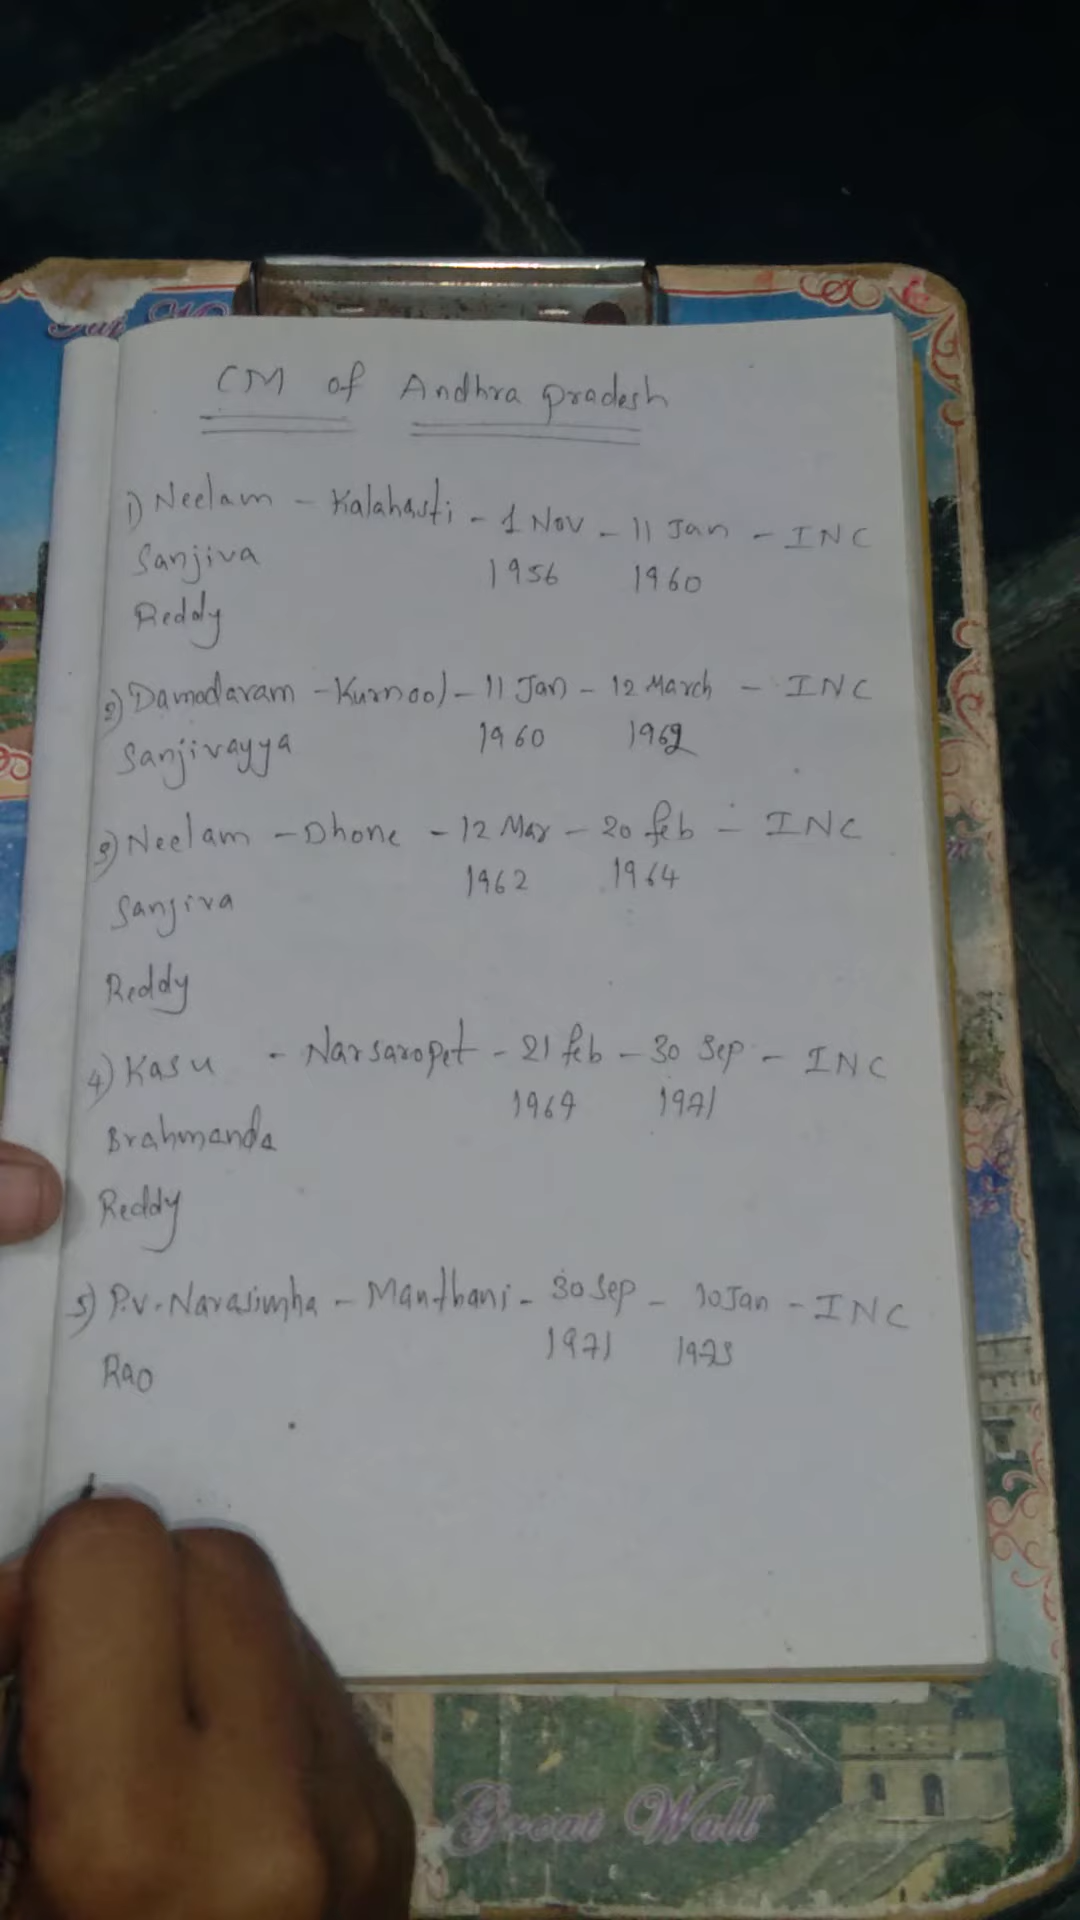 CM of Andhra pradesh
1) Neelam - Kalahasti - 1 Nov - 11 Jan - INC
Sanjiva 1956 1960
Reddy
2) Damodaram - Kurnool - 11 Jan - 12 March - INC
Sanjivayya 1960 1962
3) Neelam - Dhone - 12 Mar - 20 feb - INC
Sanjiva 1962 1964
Reddy
4) Kasu - Narsaropet - 21 feb - 30 Sep - INC
Brahmanda 1964 1971
Reddy
5) P.V. Narasimha - Manthani - 30 Sep - 10 Jan - INC
Rao 1971 1973
Great Wall